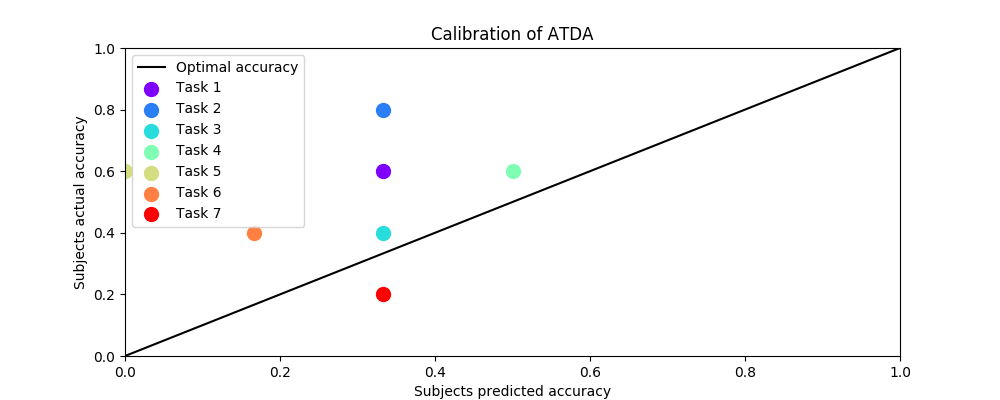 Calibration of ATDA
Subjects actual accuracy
1.0
0.8
0.6
0.4
0.2
0.0
Optimal accuracy
Task 1
Task 2
Task 3
Task 4
Task 5
Task 6
Task 7
0.0 0.2 0.4 0.6 0.8 1.0
Subjects predicted accuracy